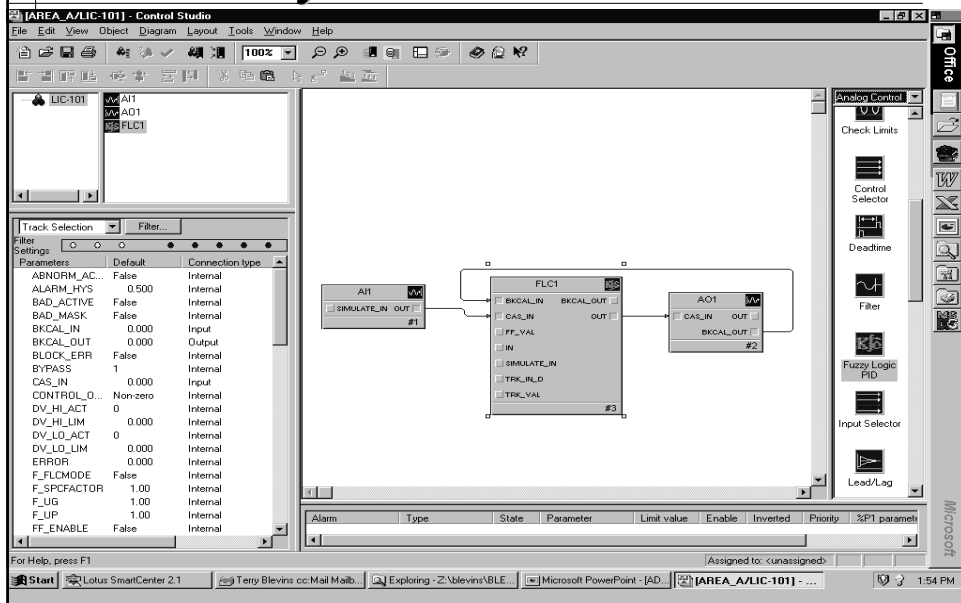 [AREA_A/LIC-101] - Control Studio
File Edit View Object Diagram Layout Tools Window Help
100%
LIC-101
AI1
AO1
FLC1
Track Selection
Filter...
Filter
Settings
Parameters Default Connection type
ABNORM_AC... False Internal
ALARM_HYS 0.500 Internal
BAD_ACTIVE False Internal
BAD_MASK False Internal
BKCAL_IN 0.000 Input
BKCAL_OUT 0.000 Output
BLOCK_ERR False Internal
BYPASS 1 Internal
CAS_IN 0.000 Input
CONTROL_O... Non-zero Internal
DV_HI_ACT 0 Internal
DV_HI_LIM 0.000 Internal
DV_LO_ACT 0 Internal
DV_LO_LIM 0.000 Internal
ERROR 0.000 Internal
F_FLCMODE False Internal
F_SPCFACTOR 1.00 Internal
F_UG 1.00 Internal
F_UP 1.00 Internal
FF_ENABLE False Internal
AI1
SIMULATE_IN OUT
#1
FLC1
BKCAL_IN BKCAL_OUT
CAS_IN OUT
FF_VAL
IN
SIMULATE_IN
TRK_IN_D
TRK_VAL
#3
AO1
CAS_IN OUT
BKCAL_OUT
#2
Analog Control
Check Limits
Control
Selector
Deadtime
Filter
Fuzzy Logic
PID
Input Selector
Lead/Lag
Office
Microsoft
Alarm Type State Parameter Limit value Enable Inverted Priority %P1 paramete
For Help, press F1
Assigned to: <unassigned>
Start
Lotus SmartCenter 2.1
Terry Blevins cc:Mail Mailb...
Exploring - Z:\blevins\BLE...
Microsoft PowerPoint - [AD...
[AREA_A/LIC-101] - ...
1:54 PM